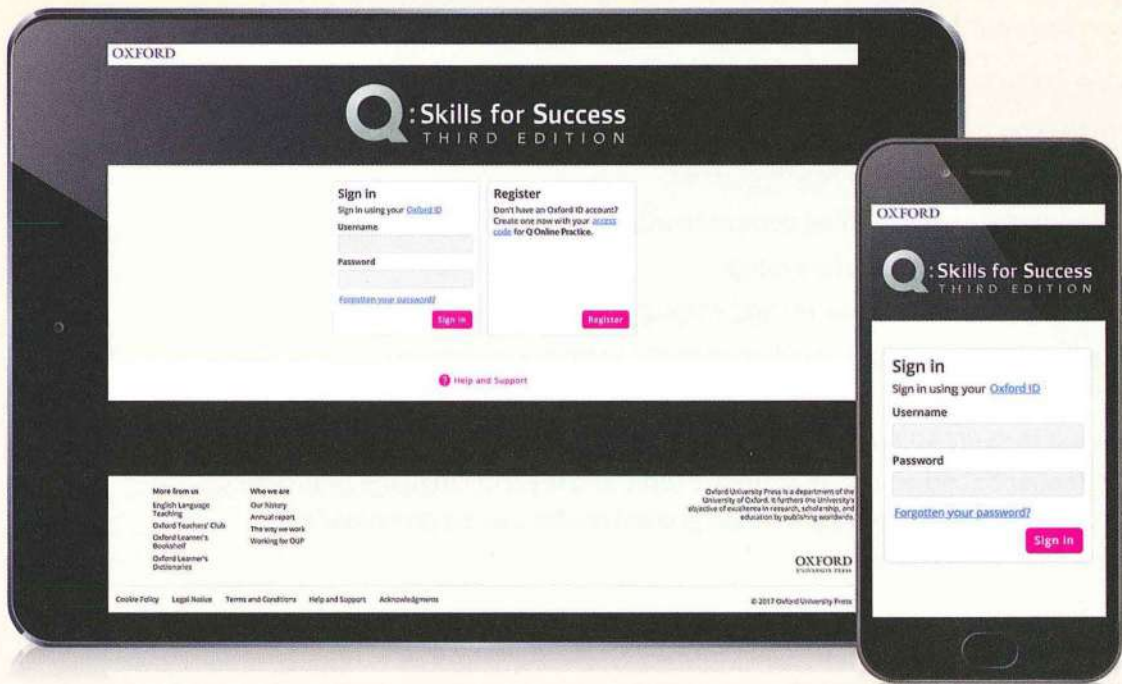 OXFORD
Q: Skills for Success
THIRD EDITION
Sign in
Sign in using your Oxford ID
Username
Password
Forgotten your password?
Sign in
Register
Don't have an Oxford ID account?
Create one now with your access
code for Q Online Practice.
Register
? Help and Support
More from us
English Language
Teaching
Oxford Teachers' Club
Oxford Learner's
Bookshelf
Oxford Learner's
Dictionaries
Who we are
Our history
Annual report
The way we work
Working for OUP
Oxford University Press is a department of the
University of Oxford. It furthers the University's
objective of excellence in research, scholarship, and
education by publishing worldwide.
OXFORD
UNIVERSITY PRESS
Cookie Policy Legal Notice Terms and Conditions Help and Support Acknowledgments
© 2017 Oxford University Press
OXFORD
Q: Skills for Success
THIRD EDITION
Sign in
Sign in using your Oxford ID
Username
Password
Forgotten your password?
Sign in